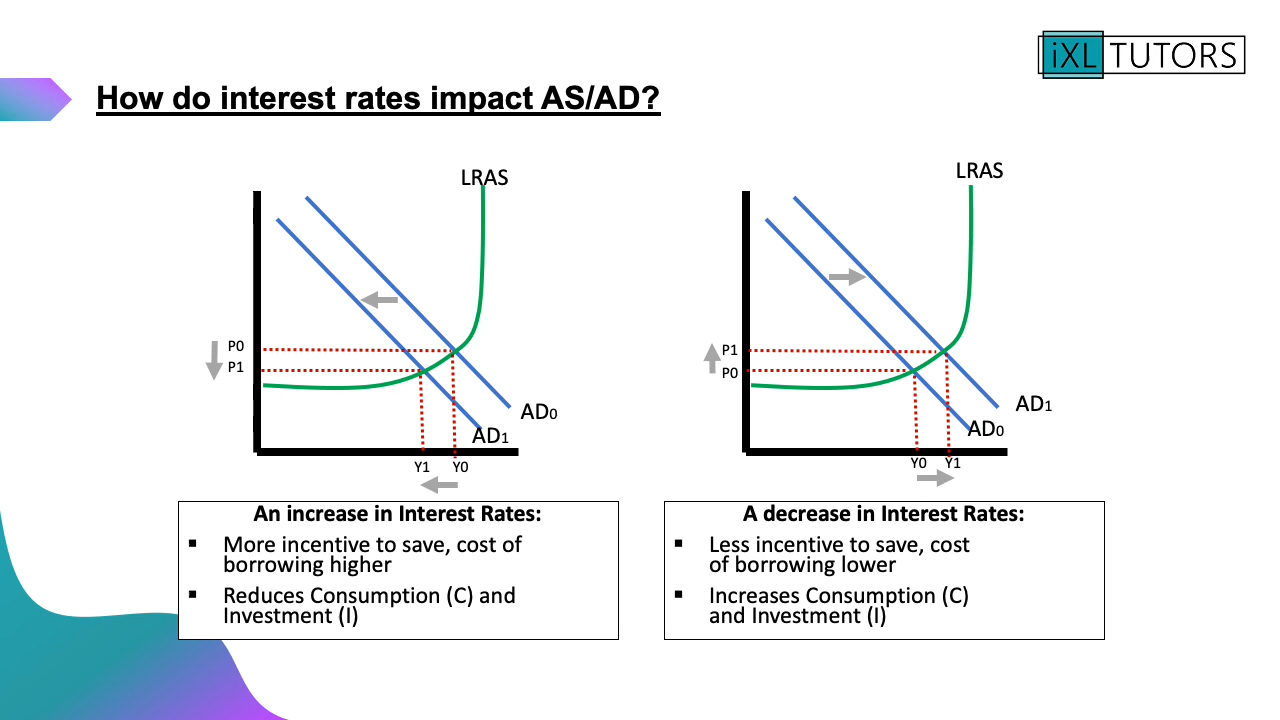 iXL TUTORS
How do interest rates impact AS/AD?
LRAS
P0
P1
AD0
AD1
Y1 Y0
LRAS
P1
P0
AD1
AD0
Y0 Y1
An increase in Interest Rates:
▪ More incentive to save, cost of
borrowing higher
▪ Reduces Consumption (C) and
Investment (I)
A decrease in Interest Rates:
▪ Less incentive to save, cost
of borrowing lower
▪ Increases Consumption (C)
and Investment (I)